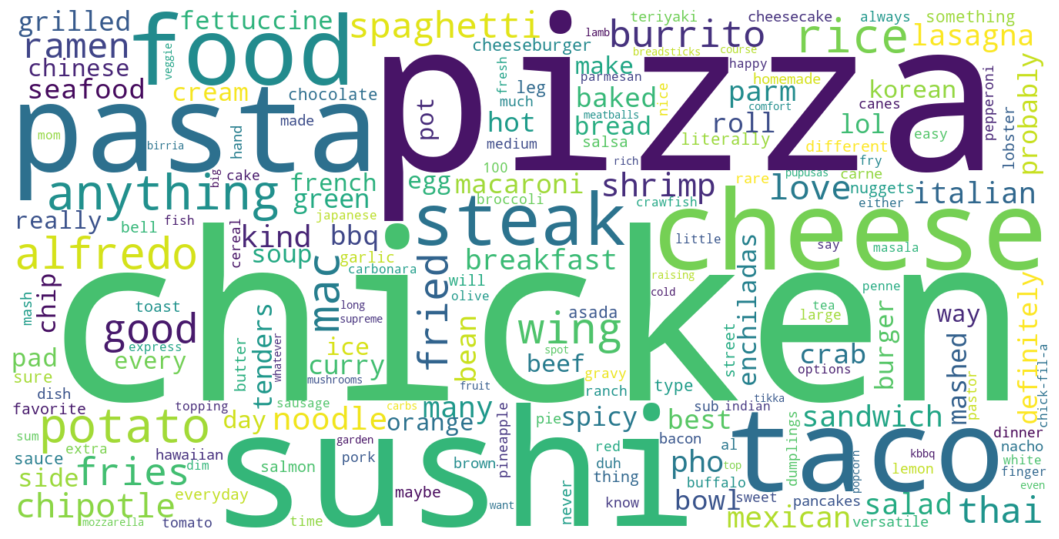 grilled
ramen
chinese
seafood
food
fettuccine
veggie
cream
chocolate
made
hand
spaghetti
cheeseburger
lamb
teriyaki
breadsticks
burrito
cheesecake
course
happy
rice
always
something
lasagna
pizza
pasta
mom
birria
big
cake
leg
pot
much
fresh
medium
hot
make
baked
bread
meatballs
salsa
parmesan
nice
homemade
parm
roll
literally
different
canes
korean
lol
easy
pepperoni
lobster
probably
anything
really
bell
fish
french
green
japanese
cereal
kind
egg
100
macaroni
broccoli
shrimp
crawfish
rare
love
fry
carne
pupusas
nuggets
either
italian
alfredo
soup
bbq
garlic
carbonara
steak
breakfast
little
cheese
say
masala
chip
mash
toast
good
mac
long
supreme
fried
will
olive
chicken
wing
asada
raising
cold
rich
enchiladas
street
tea
large
penne
way
definitely
pad
sure
express
every
butter
tenders
whatever
ice
curry
mushrooms
bean
beef
spot
gravy
ranch
type
crab
options
burger
mashed
pastor
chick-fil-a
dish
favorite
topping
sausage
fruit
carbs
many
pie
spicy
best
sub
indian
tikka
sandwich
dinner
potato
sum
extra
hawaiian
dim
day
noodle
garden
orange
sushi
pineapple
brown
red
duh
thing
bacon
al
pho
buffalo
top
taco
dumplings
popcorn
kbbq
nacho
lemon
white
finger
even
sauce
side
fries
salmon
pork
chipotle
everyday
maybe
want
never
know
bowl
sweet
pancakes
salad
thai
mozzarella
tomato
time
mexican
versatile